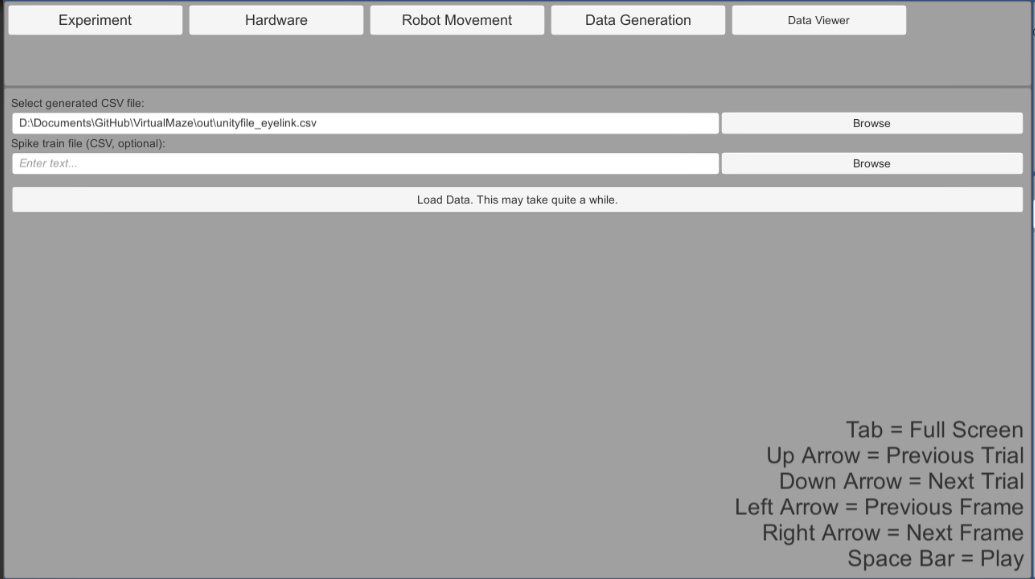 Experiment
Hardware
Robot Movement
Data Generation
Data Viewer
Select generated CSV file:
D:\Documents\GitHub\VirtualMaze\out\unityfile_eyelink.csv
Browse
Spike train file (CSV, optional):
Enter text...
Browse
Load Data. This may take quite a while.
Tab = Full Screen
Up Arrow = Previous Trial
Down Arrow = Next Trial
Left Arrow = Previous Frame
Right Arrow = Next Frame
Space Bar = Play